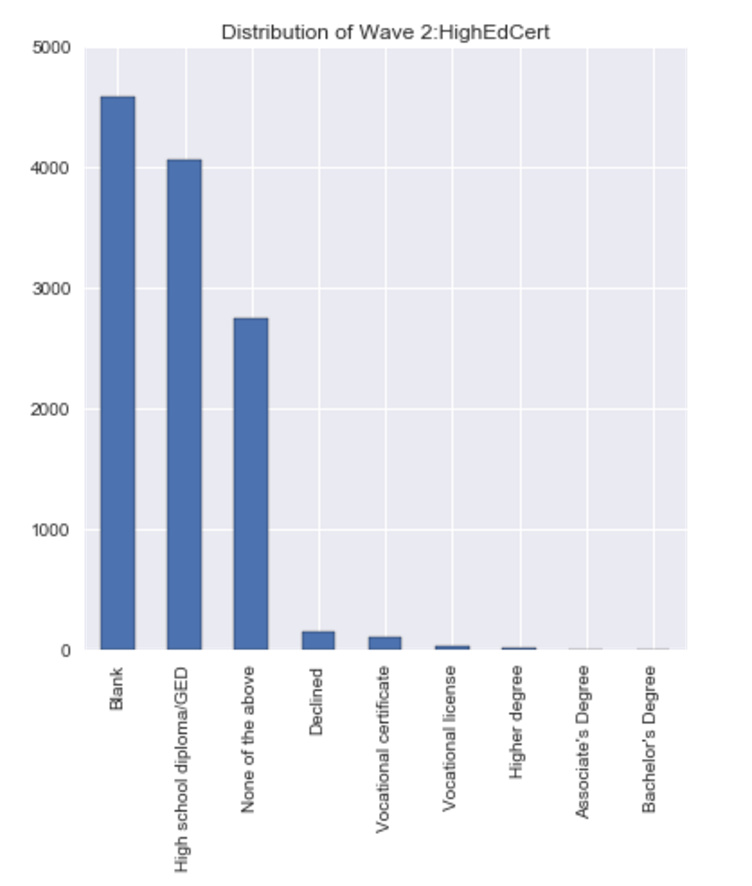 Distribution of Wave 2:HighEdCert
5000
4000
3000
2000
1000
0
Blank
High school diploma/GED
None of the above
Declined
Vocational certificate
Vocational license
Higher degree
Associate's Degree
Bachelor's Degree